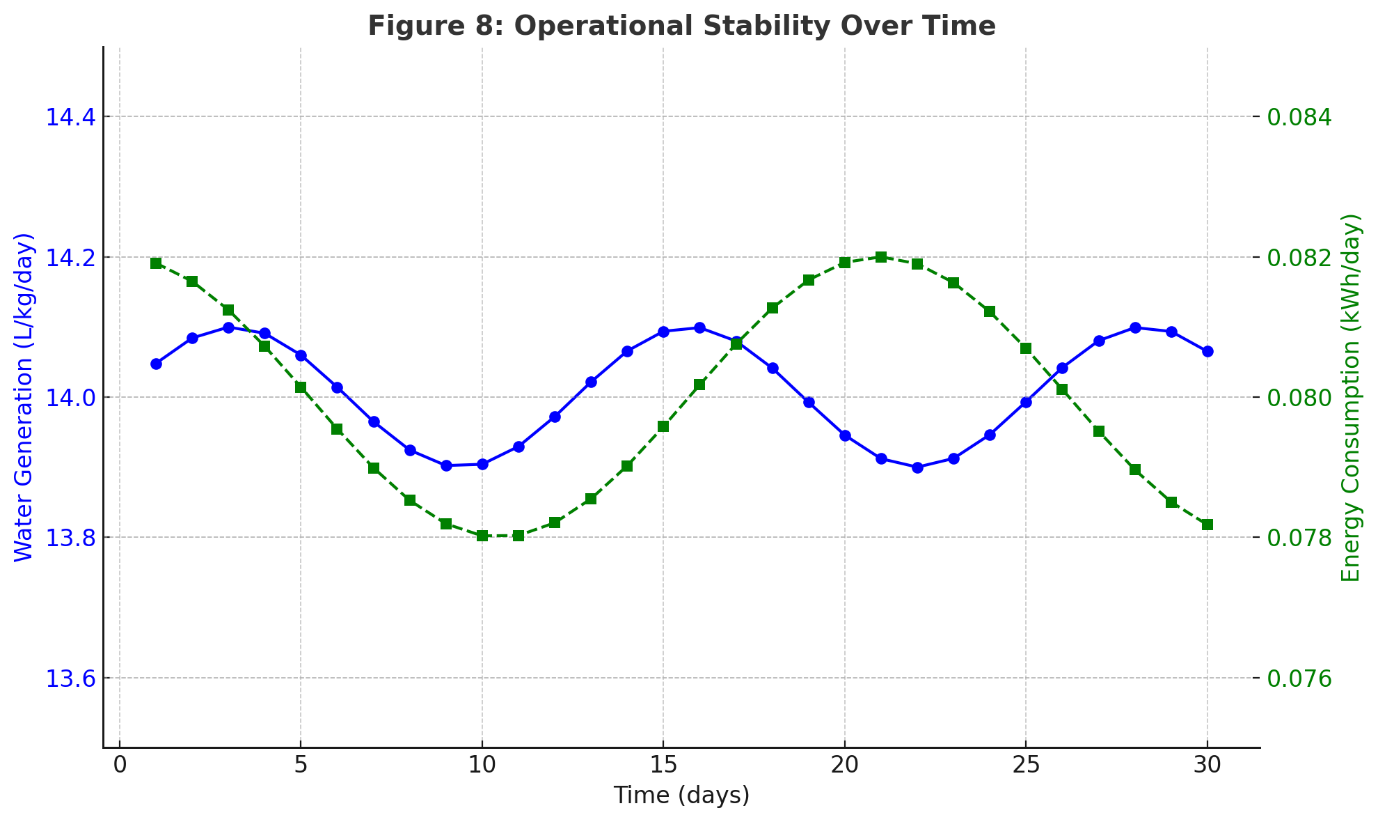 Figure 8: Operational Stability Over Time
Water Generation (L/kg/day)
14.4
14.2
14.0
13.8
13.6
0.084
0.082
0.080
0.078
0.076
Energy Consumption (kWh/day)
0 5 10 15 20 25 30
Time (days)